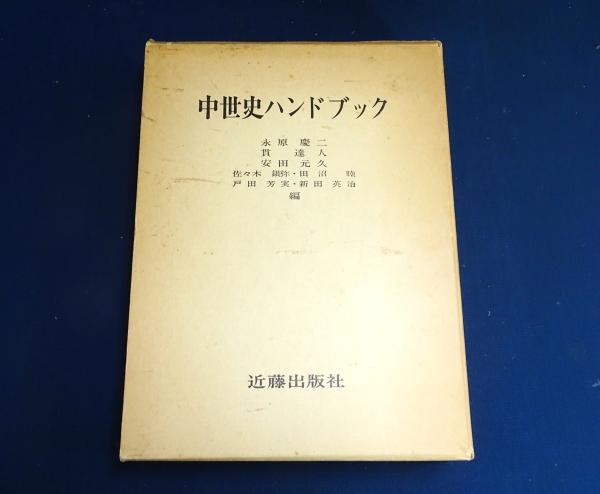 中世史ハンドブック
永原慶二
貫達人
安田元久
佐々木銀弥・田沼睦
戸田芳実・新田英治
編
近藤出版社